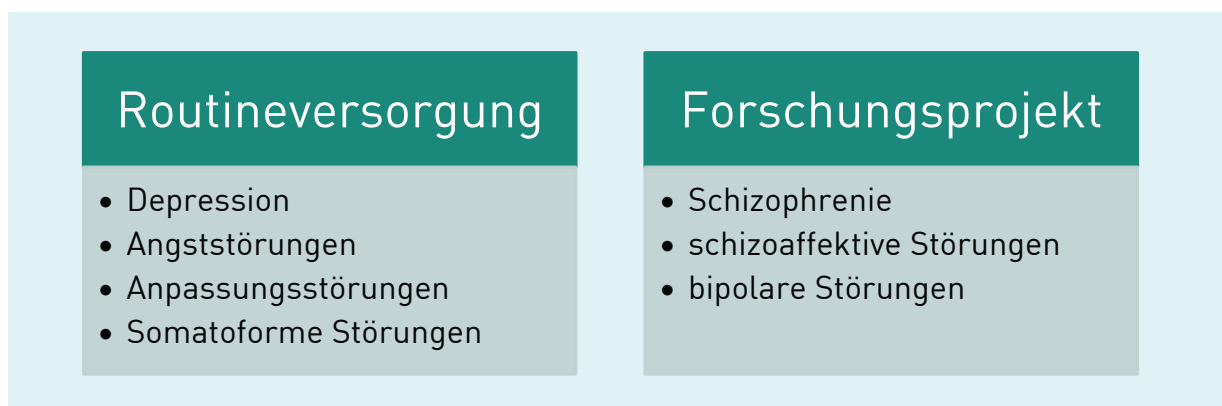 Routineversorgung
• Depression
• Angststörungen
• Anpassungsstörungen
• Somatoforme Störungen
Forschungsprojekt
• Schizophrenie
• schizoaffektive Störungen
• bipolare Störungen